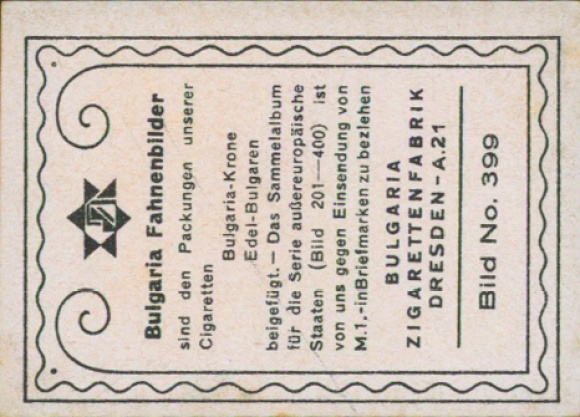 Bulgaria Fahnenbilder
sind den Packungen unserer
Cigaretten
Bulgaria-Krone
Edel-Bulgaren
beigefügt. — Das Sammelalbum
für die Serie außereuropäische
Staaten (Bild 201—400) ist
von uns gegen Einsendung von
M.1.-inBriefmarken zu beziehen
BULGARIA
ZIGARETTENFABRIK
DRESDEN-A.21
Bild No. 399